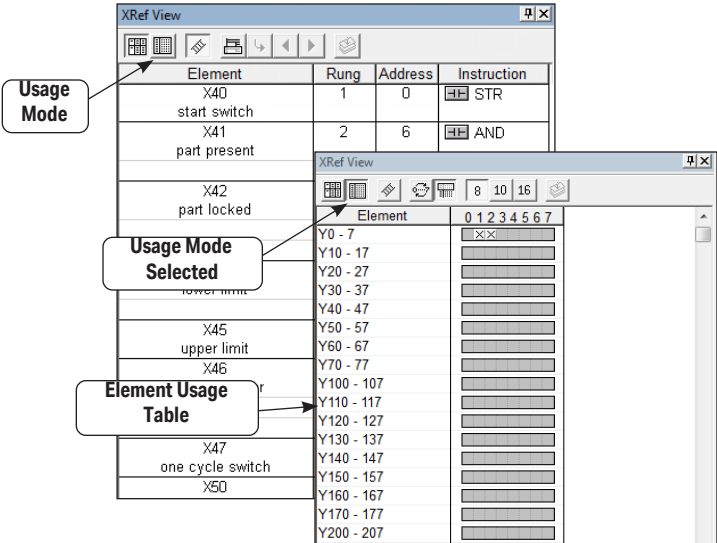 XRef View
Element Rung Address Instruction
Usage
Mode
X40 1 0 STR
start switch
X41 2 6 AND
part present
X42
part locked
Usage Mode
Selected
lower limit
X45
upper limit
X46
r
Element Usage
Table
X47
one cycle switch
X50
XRef View
8 10 16
Element 0 1 2 3 4 5 6 7
Y0 - 7 X X
Y10 - 17
Y20 - 27
Y30 - 37
Y40 - 47
Y50 - 57
Y60 - 67
Y70 - 77
Y100 - 107
Y110 - 117
Y120 - 127
Y130 - 137
Y140 - 147
Y150 - 157
Y160 - 167
Y170 - 177
Y200 - 207